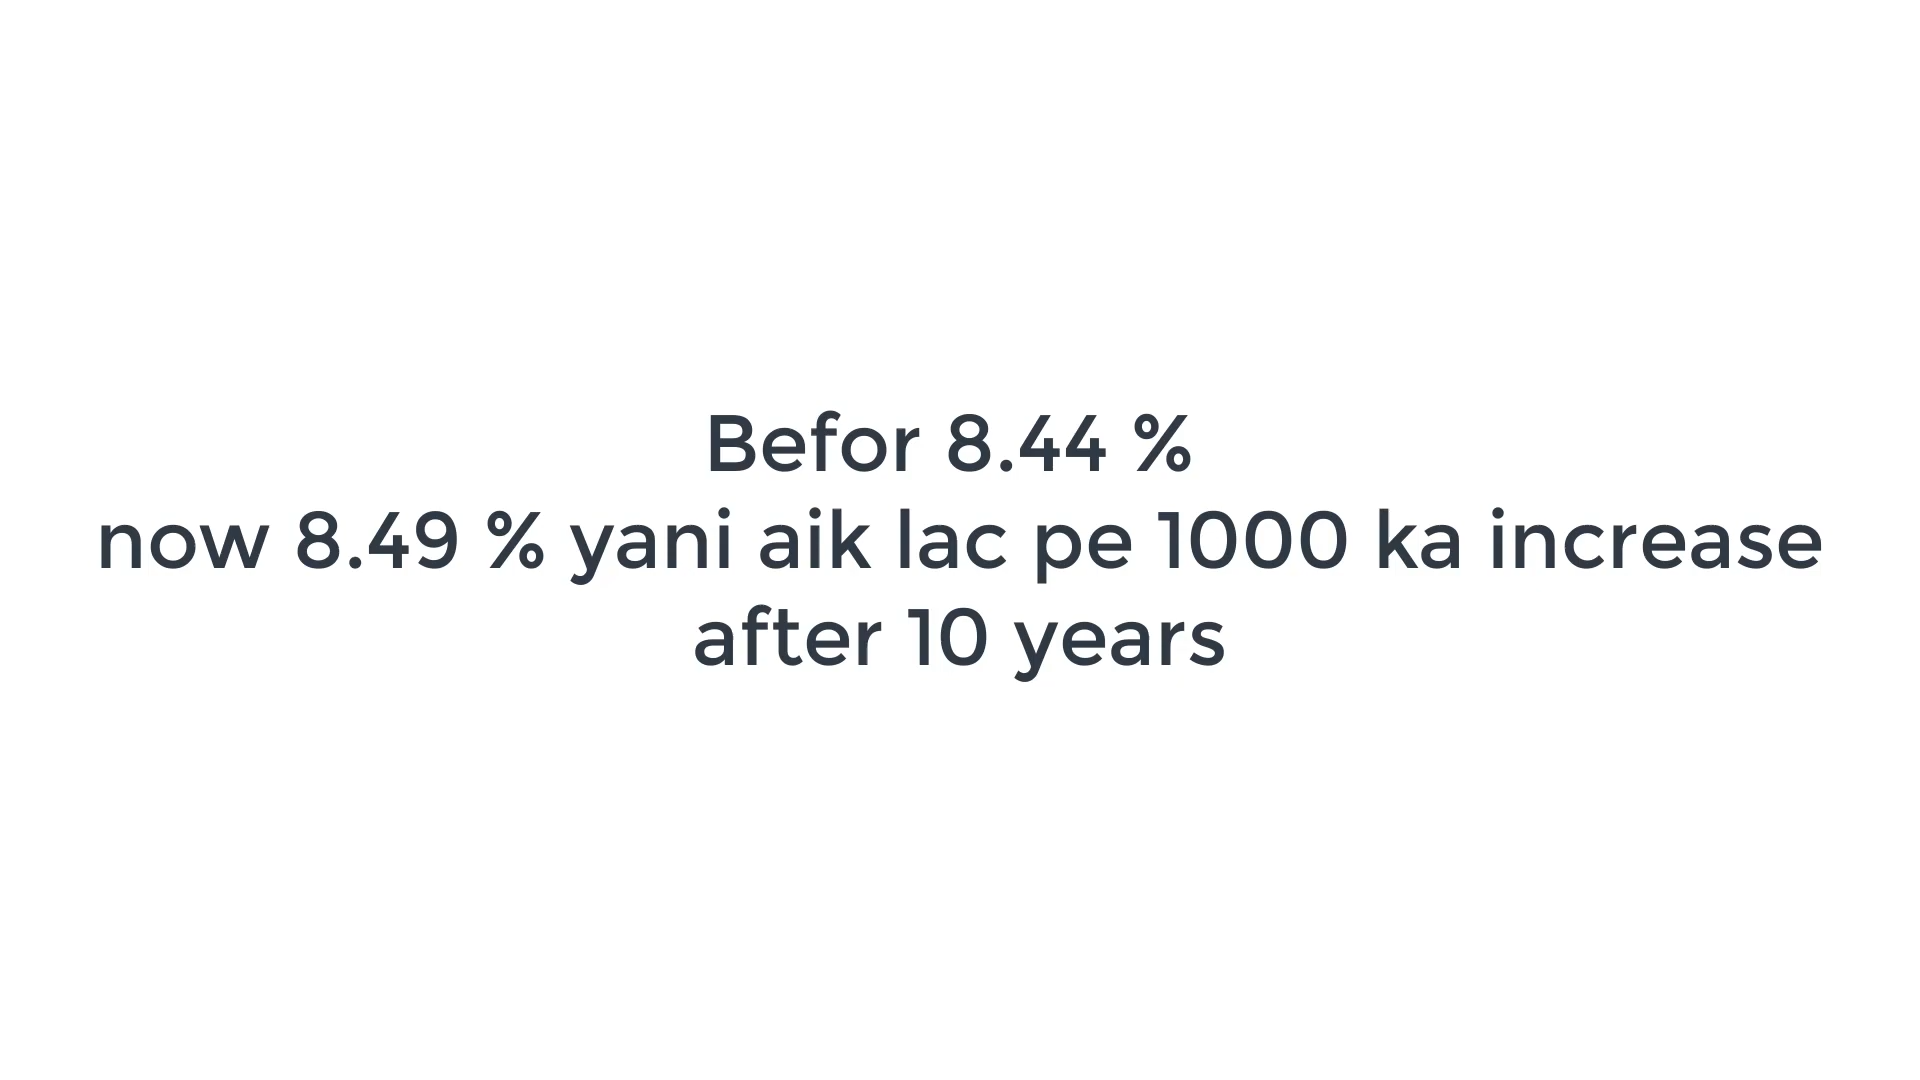 Befor 8.44 %
now 8.49 % yani aik lac pe 1000 ka increase
after 10 years